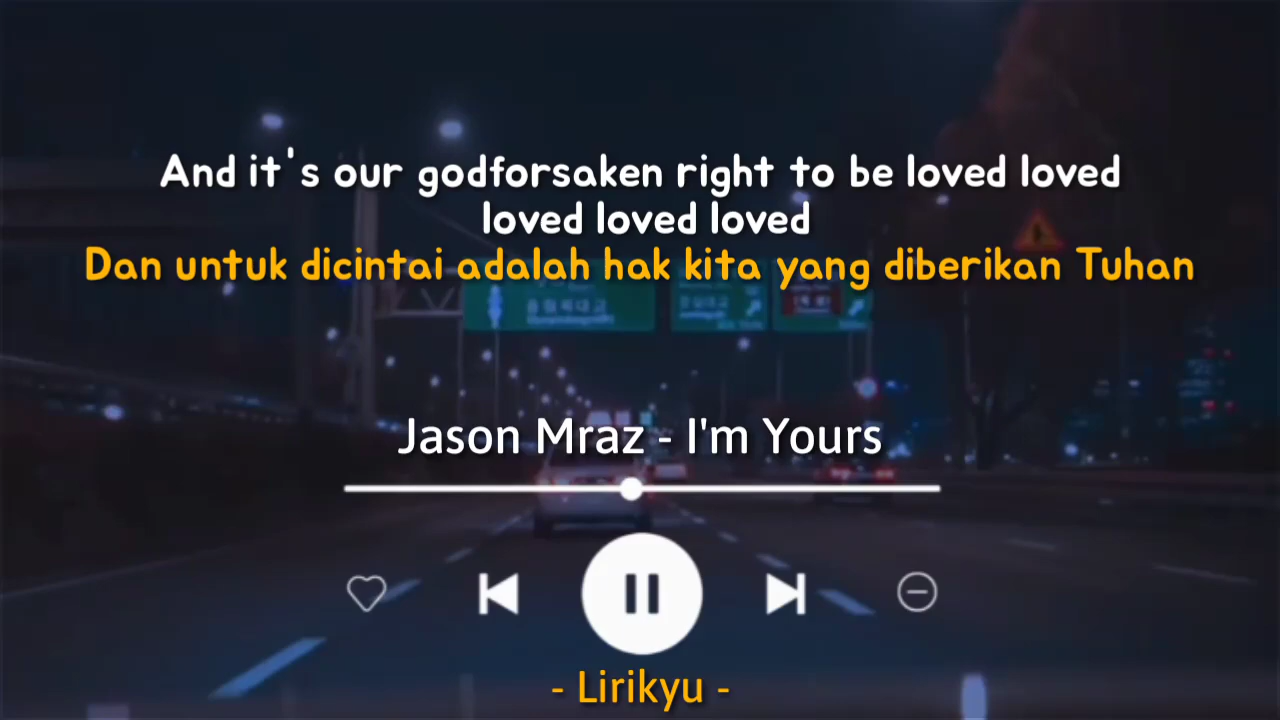 And it's our godforsaken right to be loved loved
loved loved loved
Dan untuk dicintai adalah hak kita yang diberikan Tuhan
Jason Mraz - I'm Yours
- Lirikyu -